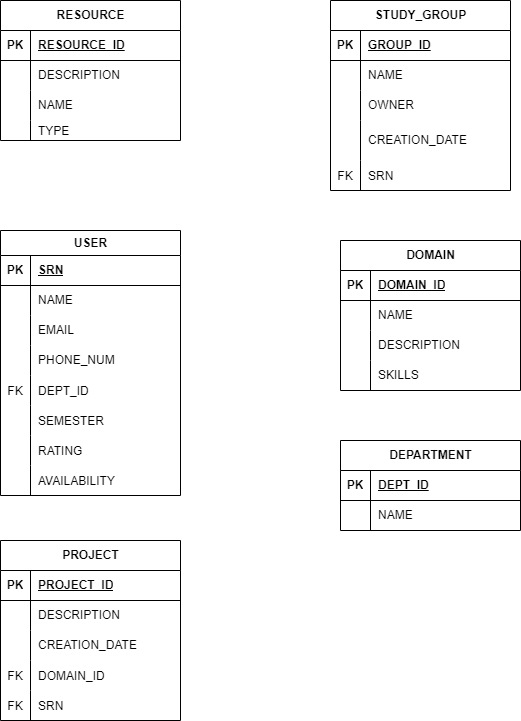 RESOURCE
PK RESOURCE_ID
DESCRIPTION
NAME
TYPE
STUDY_GROUP
PK GROUP_ID
NAME
OWNER
CREATION_DATE
FK SRN
USER
PK SRN
NAME
EMAIL
PHONE_NUM
FK DEPT_ID
SEMESTER
RATING
AVAILABILITY
DOMAIN
PK DOMAIN_ID
NAME
DESCRIPTION
SKILLS
DEPARTMENT
PK DEPT_ID
NAME
PROJECT
PK PROJECT_ID
DESCRIPTION
CREATION_DATE
FK DOMAIN_ID
FK SRN